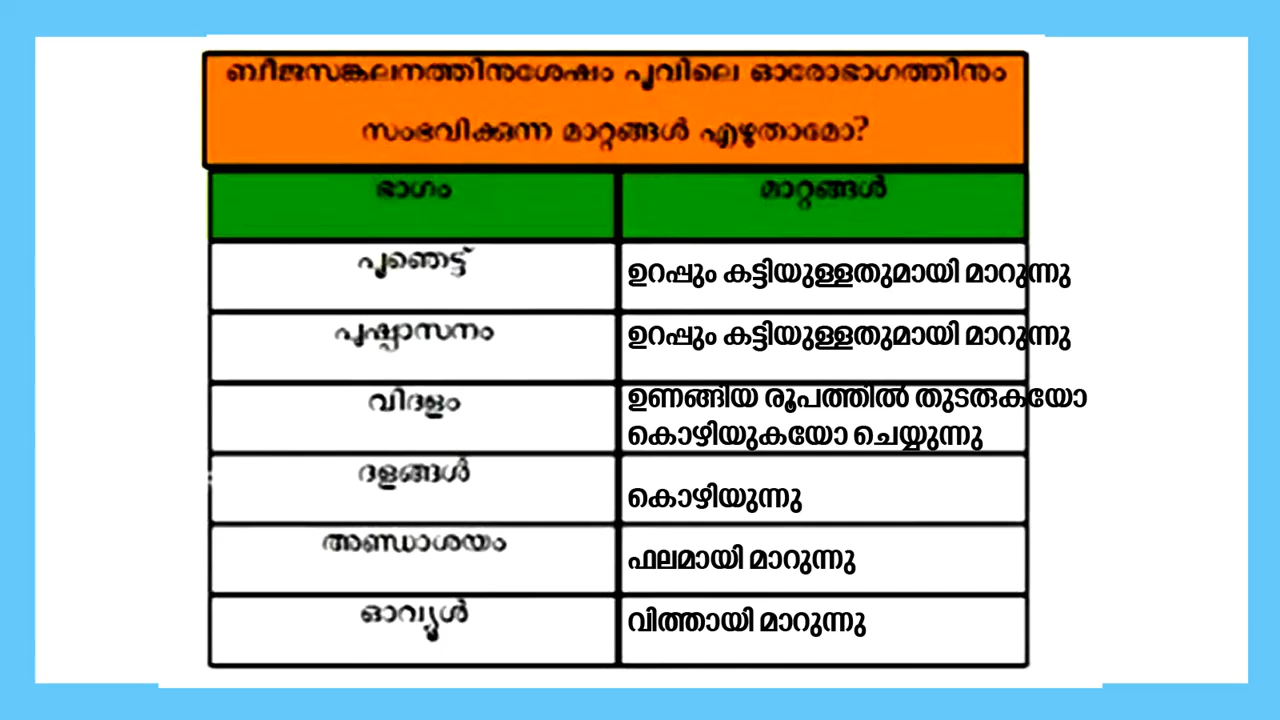 ബീജസങ്കലനത്തിനുശേഷം പൂവിലെ ഓരോഭാഗത്തിനും
സംഭവിക്കുന്ന മാറ്റങ്ങൾ എഴുതാമോ?
ഭാഗം മാറ്റങ്ങൾ
പൂഞെട്ട് ഉറപ്പും കട്ടിയുള്ളതുമായി മാറുന്നു
പുഷ്പാസനം ഉറപ്പും കട്ടിയുള്ളതുമായി മാറുന്നു
വിദളം ഉണങ്ങിയ രൂപത്തിൽ തുടരുകയോ
കൊഴിയുകയോ ചെയ്യുന്നു
ദളങ്ങൾ കൊഴിയുന്നു
അണ്ഡാശയം ഫലമായി മാറുന്നു
ഓവ്യൂൾ വിത്തായി മാറുന്നു